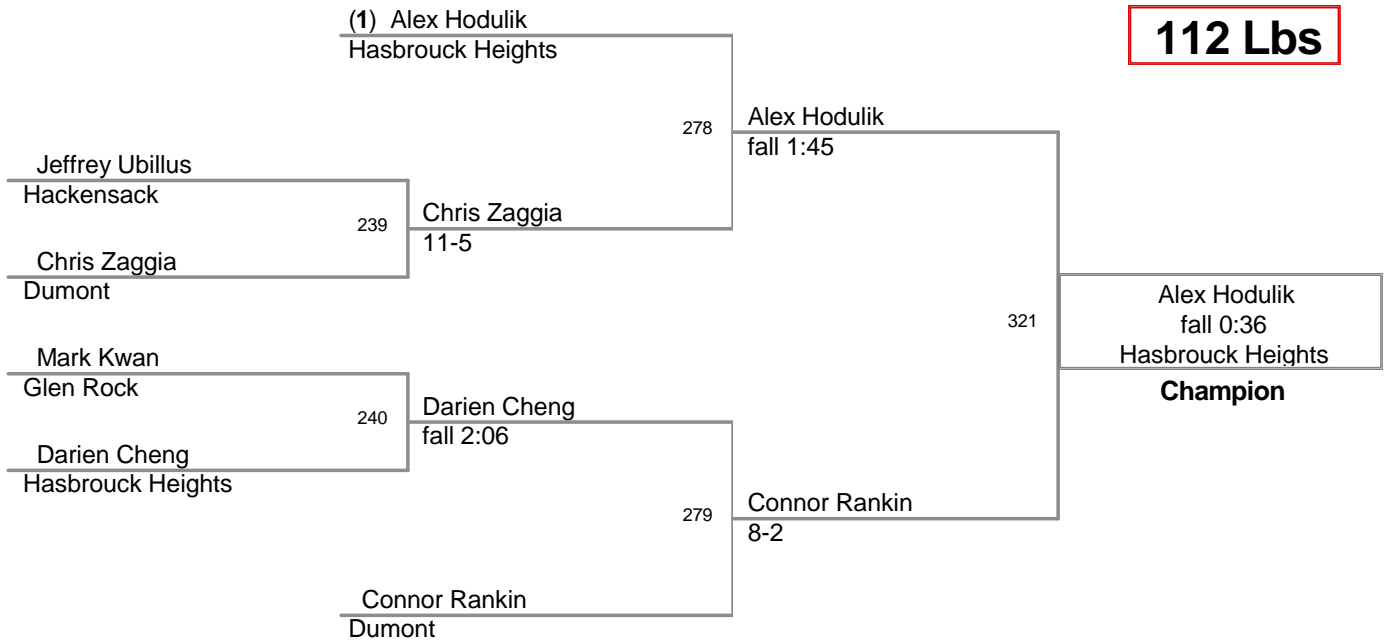 (1) Alex Hodulik
Hasbrouck Heights
112 Lbs
278
Alex Hodulik
fall 1:45
Jeffrey Ubillus
Hackensack
239
Chris Zaggia
11-5
Chris Zaggia
Dumont
321
Alex Hodulik
fall 0:36
Hasbrouck Heights
Champion
Mark Kwan
Glen Rock
240
Darien Cheng
fall 2:06
Darien Cheng
Hasbrouck Heights
279
Connor Rankin
8-2
Connor Rankin
Dumont